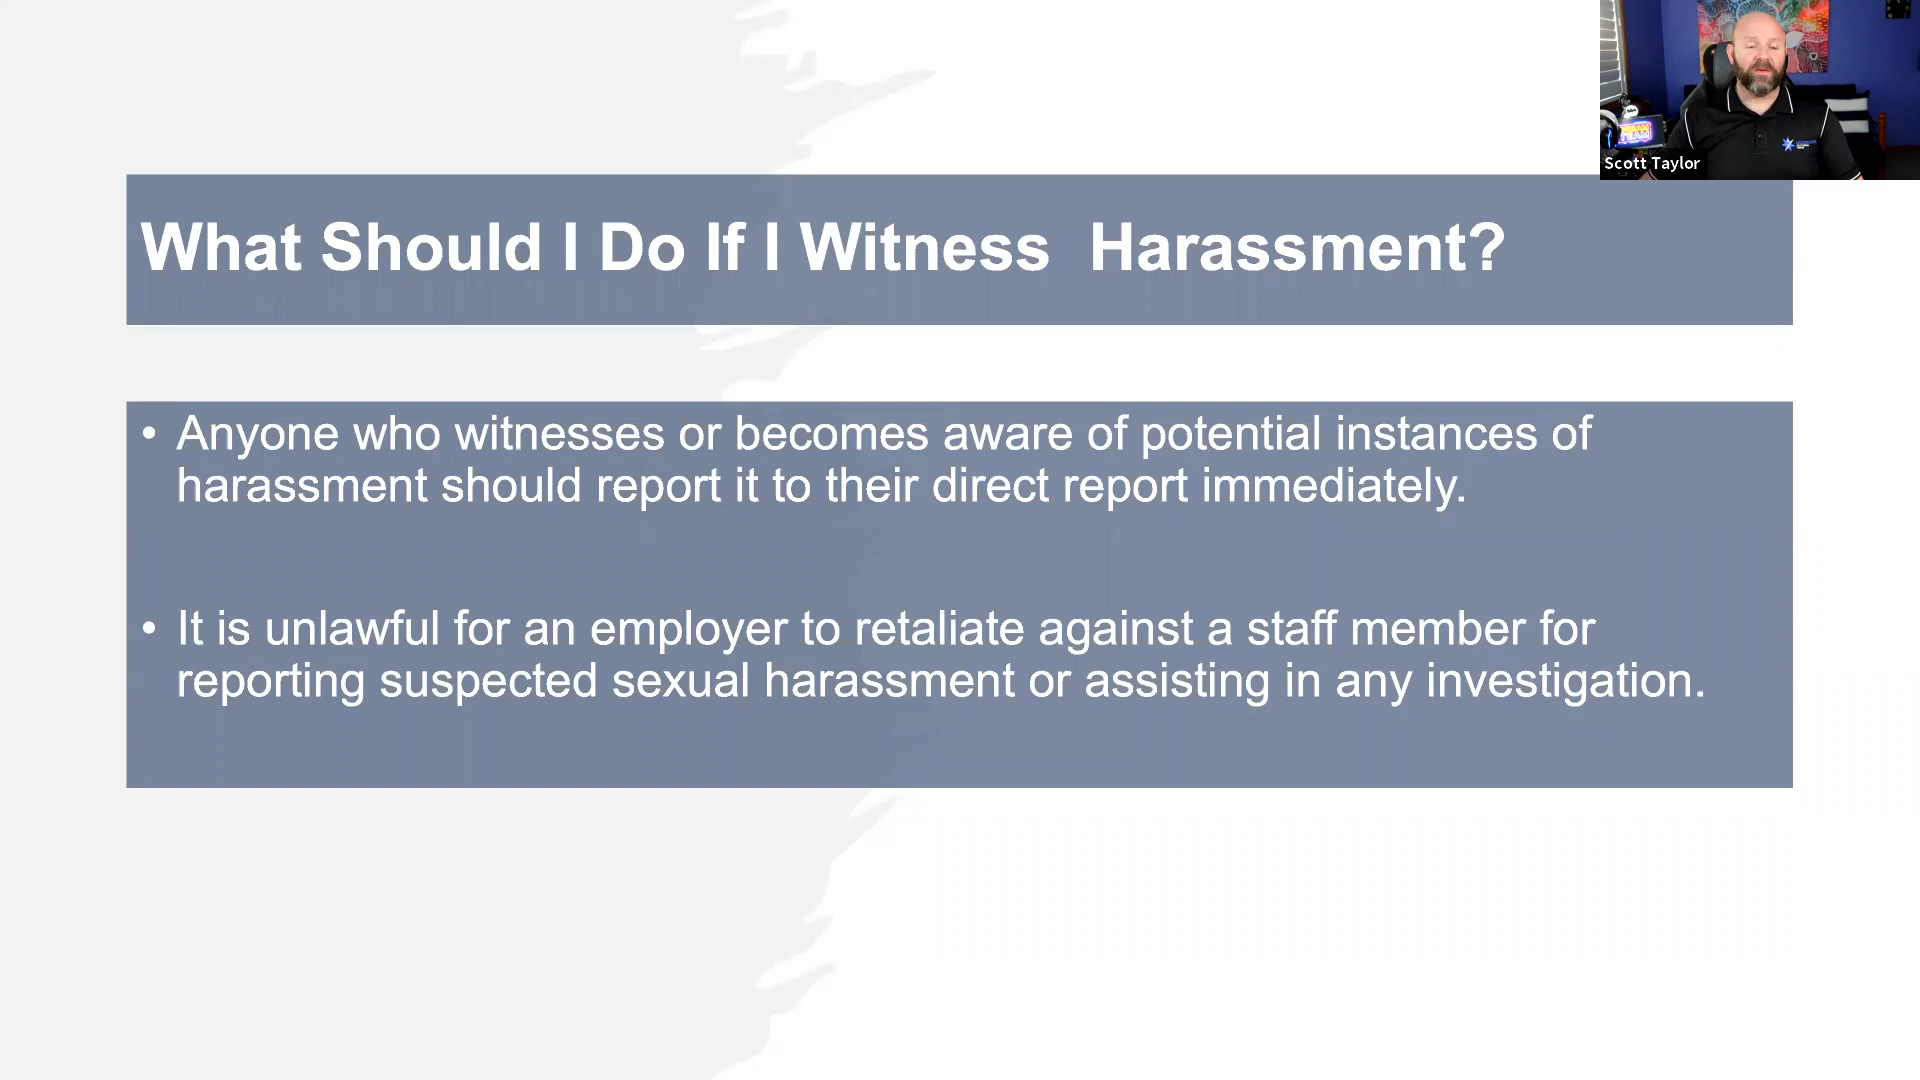 Scott Taylor
What Should I Do If I Witness  Harassment?
• Anyone who witnesses or becomes aware of potential instances of
harassment should report it to their direct report immediately.
• It is unlawful for an employer to retaliate against a staff member for
reporting suspected sexual harassment or assisting in any investigation.